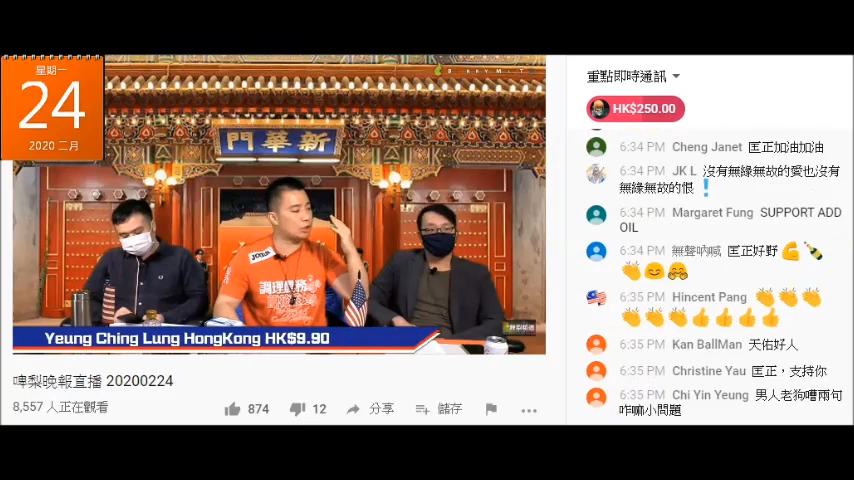 星期一
24
2020 二月
新華門
調理農務
Yeung Ching Lung HongKong HK$9.90
啤梨晚報直播 20200224
8,557 人正在觀看
874
12
分享
儲存
重點即時通訊
HK$250.00
6:34 PM Cheng Janet 匡正加油加油
6:34 PM JK L 沒有無緣無故的愛也沒有
無緣無故的恨❗
6:34 PM Margaret Fung SUPPORT ADD
OIL
6:34 PM 無聲吶喊 匡正好野💪🍾
👏😊🤗
6:35 PM Hincent Pang 👏👏👏
👏👏👏👍👍👍👍
6:35 PM Kan BallMan 天佑好人
6:35 PM Christine Yau 匡正，支持你
6:35 PM Chi Yin Yeung 男人老狗嘈兩句
咋嘛小問題